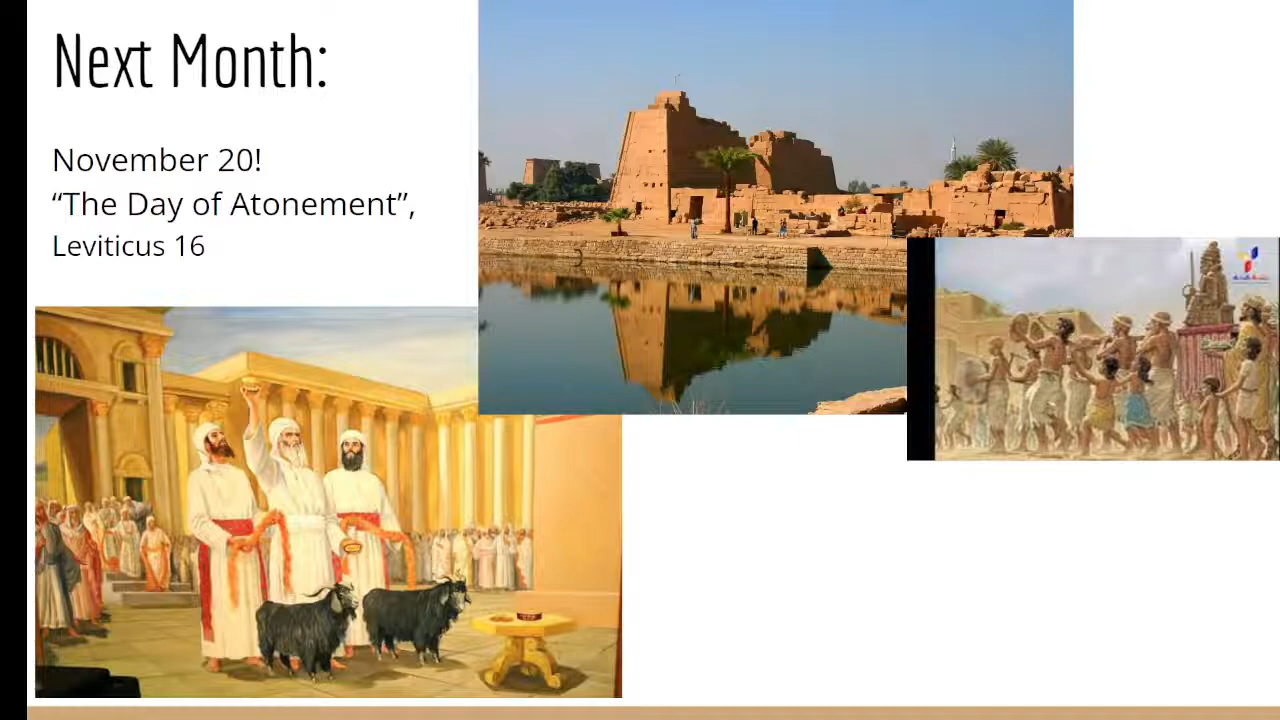 Next Month:
November 20!
“The Day of Atonement”,
Leviticus 16